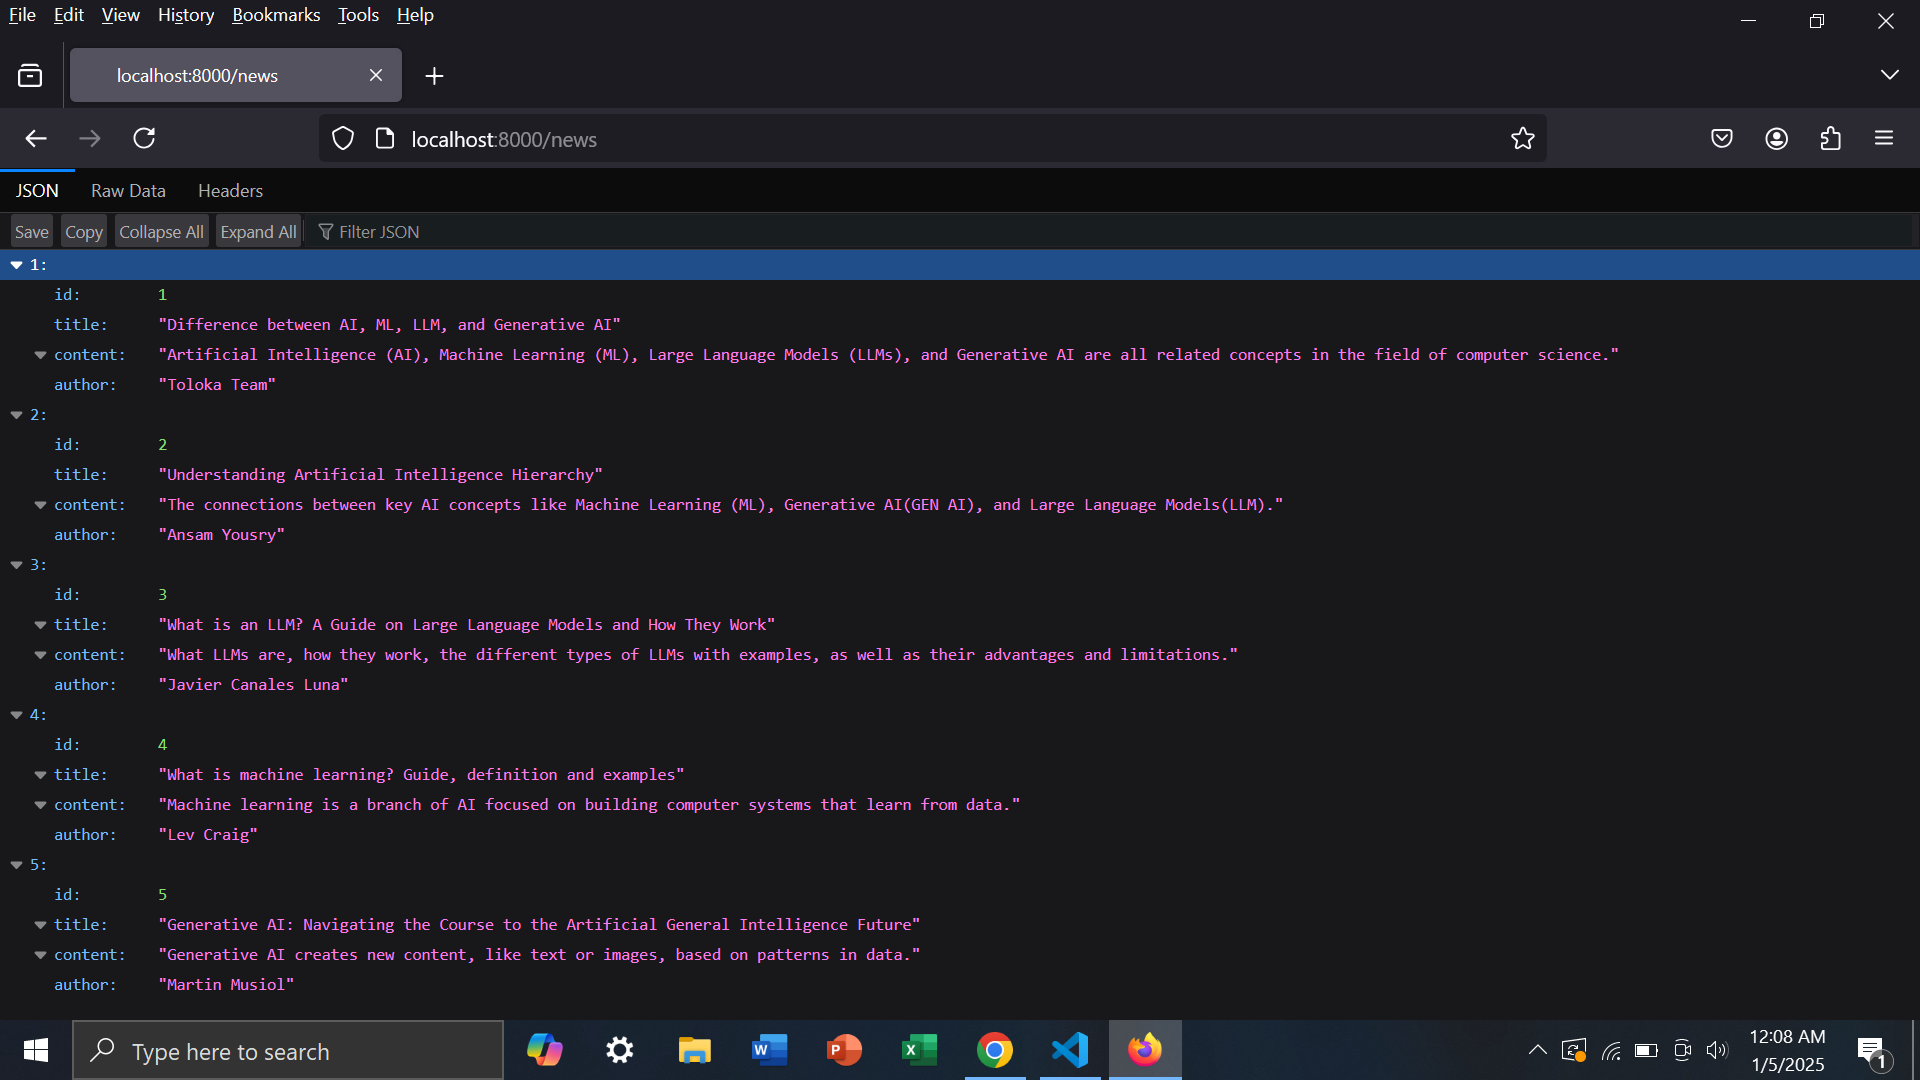 File Edit View History Bookmarks Tools Help
localhost:8000/news
localhost:8000/news
JSON Raw Data Headers
Save Copy Collapse All Expand All Filter JSON
1:
id: 1
title: "Difference between AI, ML, LLM, and Generative AI"
content: "Artificial Intelligence (AI), Machine Learning (ML), Large Language Models (LLMs), and Generative AI are all related concepts in the field of computer science."
author: "Toloka Team"
2:
id: 2
title: "Understanding Artificial Intelligence Hierarchy"
content: "The connections between key AI concepts like Machine Learning (ML), Generative AI(GEN AI), and Large Language Models(LLM)."
author: "Ansam Yousry"
3:
id: 3
title: "What is an LLM? A Guide on Large Language Models and How They Work"
content: "What LLMs are, how they work, the different types of LLMs with examples, as well as their advantages and limitations."
author: "Javier Canales Luna"
4:
id: 4
title: "What is machine learning? Guide, definition and examples"
content: "Machine learning is a branch of AI focused on building computer systems that learn from data."
author: "Lev Craig"
5:
id: 5
title: "Generative AI: Navigating the Course to the Artificial General Intelligence Future"
content: "Generative AI creates new content, like text or images, based on patterns in data."
author: "Martin Musiol"
Type here to search
W P X
12:08 AM
1/5/2025
1